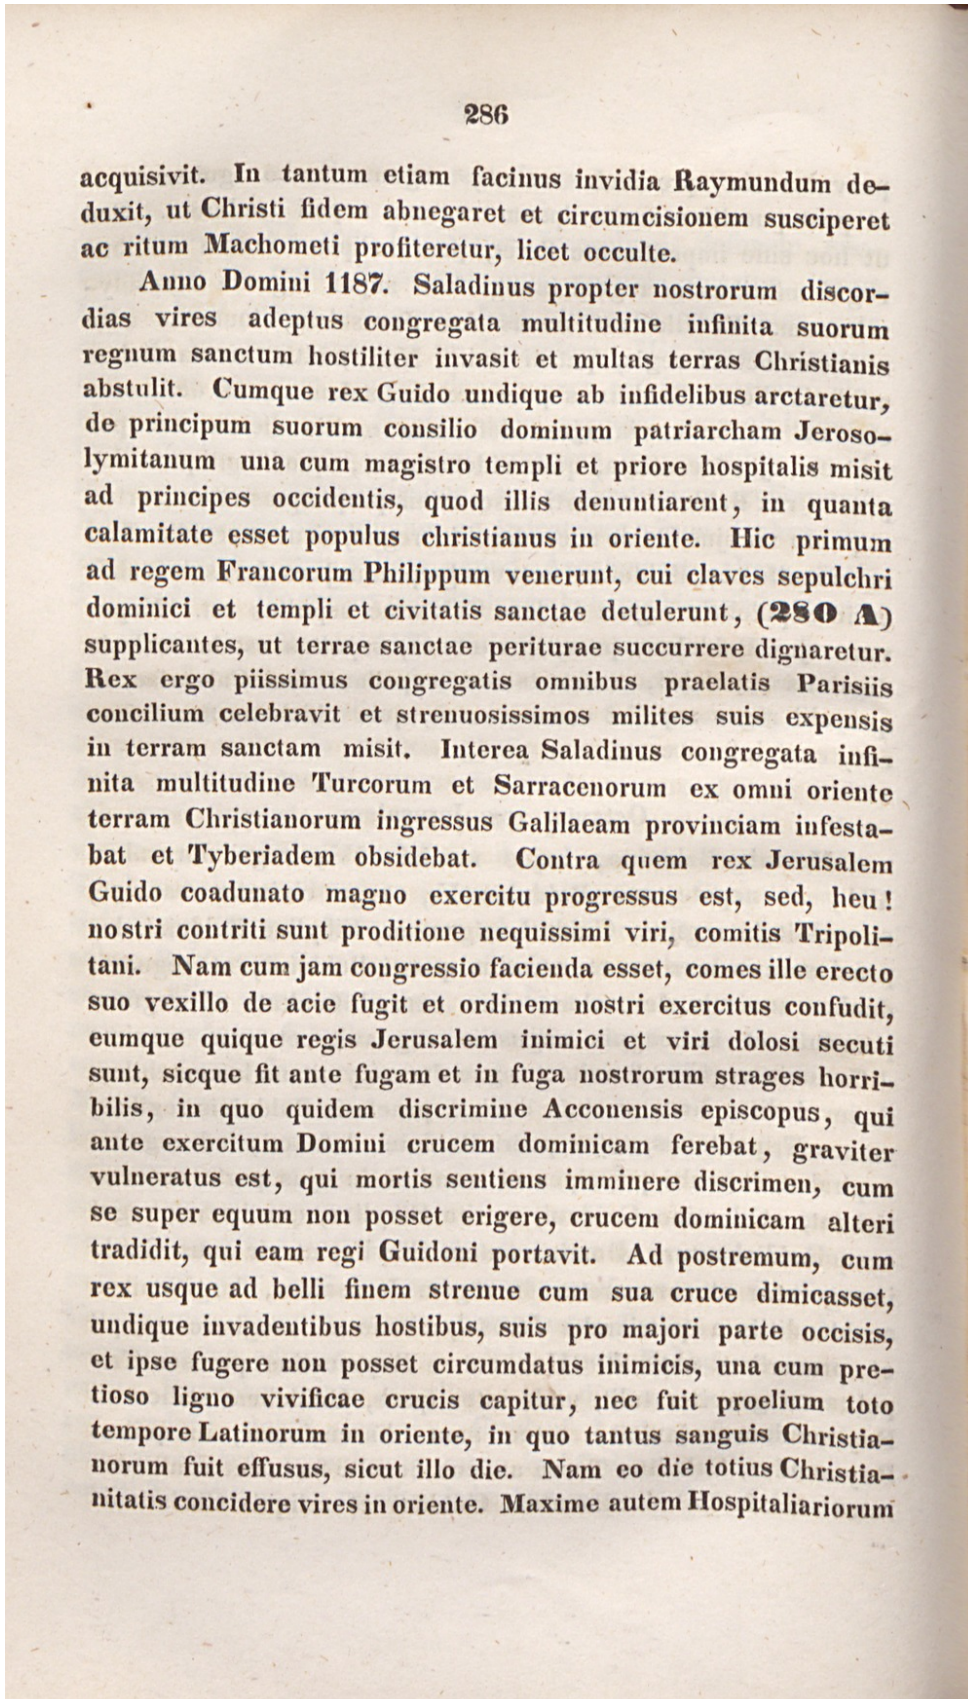 286
acquisivit. In tantum etiam facinus invidia Raymundum de-
duxit, ut Christi fidem abnegaret et circumcisionem susciperet
ac ritum Machometi profiteretur, licet occulte.
Anno Domini 1187. Saladinus propter nostrorum discor-
dias vires adeptus congregata multitudine infinita suorum
regnum sanctum hostiliter invasit et multas terras Christianis
abstulit. Cumque rex Guido undique ab infidelibus arctaretur,
de principum suorum consilio dominum patriarcham Jeroso-
lymitanum una cum magistro templi et priore hospitalis misit
ad principes occidentis, quod illis denuntiarent, in quanta
calamitate esset populus christianus in oriente. Hic primum
ad regem Francorum Philippum venerunt, cui claves sepulchri
dominici et templi et civitatis sanctae detulerunt, (280 A)
supplicantes, ut terrae sanctae periturae succurrere dignaretur.
Rex ergo piissimus congregatis omnibus praelatis Parisiis
concilium celebravit et strenuosissimos milites suis expensis
in terram sanctam misit. Interea Saladinus congregata infi-
nita multitudine Turcorum et Sarracenorum ex omni oriente
terram Christianorum ingressus Galilaeam provinciam infesta-
bat et Tyberiadem obsidebat. Contra quem rex Jerusalem
Guido coadunato magno exercitu progressus est, sed, heu!
nostri contriti sunt proditione nequissimi viri, comitis Tripoli-
tani. Nam cum jam congressio facienda esset, comes ille erecto
suo vexillo de acie fugit et ordinem nostri exercitus confudit,
eumque quique regis Jerusalem inimici et viri dolosi secuti
sunt, sicque fit ante fugam et in fuga nostrorum strages horri-
bilis, in quo quidem discrimine Acconensis episcopus, qui
ante exercitum Domini crucem dominicam ferebat, graviter
vulneratus est, qui mortis sentiens imminere discrimen, cum
se super equum non posset erigere, crucem dominicam alteri
tradidit, qui eam regi Guidoni portavit. Ad postremum, cum
rex usque ad belli finem strenue cum sua cruce dimicasset,
undique invadentibus hostibus, suis pro majori parte occisis,
et ipse fugere non posset circumdatus inimicis, una cum pre-
tioso ligno vivificae crucis capitur, nec fuit proelium toto
tempore Latinorum in oriente, in quo tantus sanguis Christia-
norum fuit effusus, sicut illo die. Nam eo die totius Christia-
nitatis concidere vires in oriente. Maxime autem Hospitaliariorum